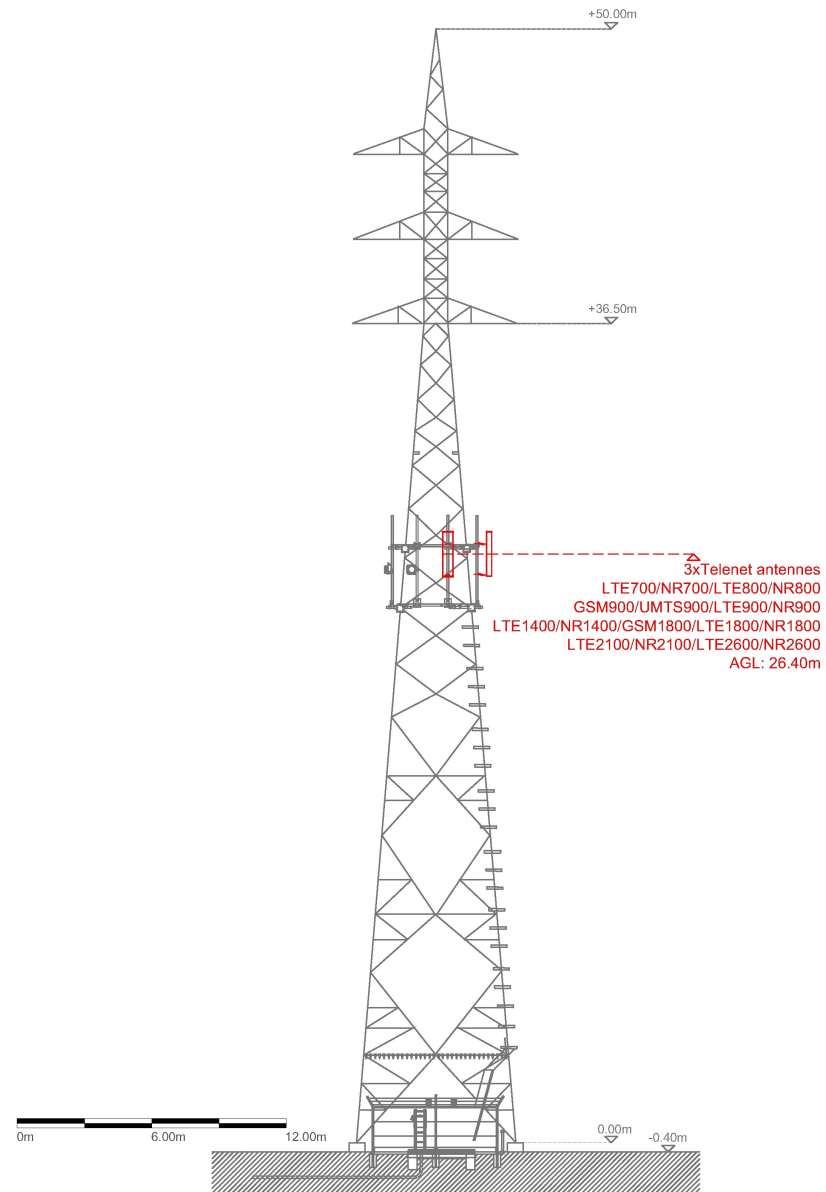 +50.00m
+36.50m
3xTelenet antennes
LTE700/NR700/LTE800/NR800
GSM900/UMTS900/LTE900/NR900
LTE1400/NR1400/GSM1800/LTE1800/NR1800
LTE2100/NR2100/LTE2600/NR2600
AGL: 26.40m
0.00m
-0.40m
0m
6.00m
12.00m